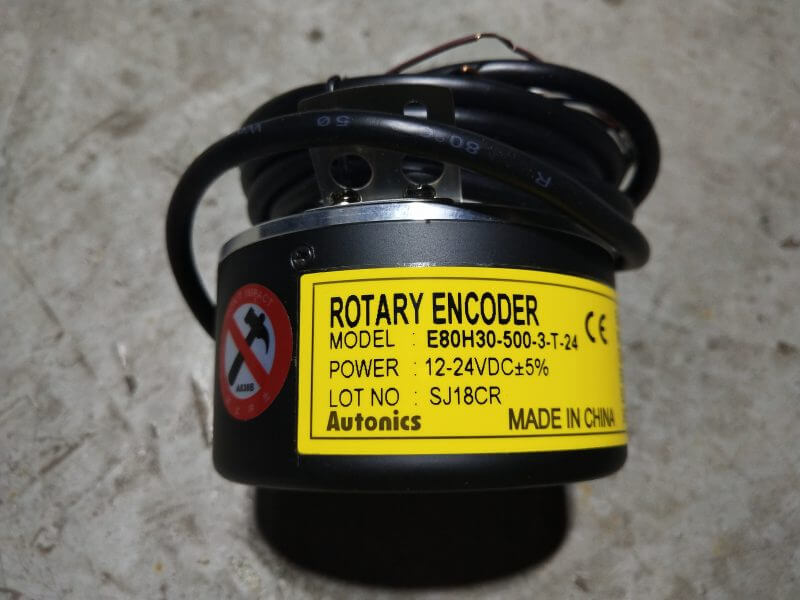 ROTARY ENCODER
MODEL : E80H30-500-3-T-24 CE
POWER : 12-24VDC±5%
LOT NO : SJ18CR
Autonics MADE IN CHINA